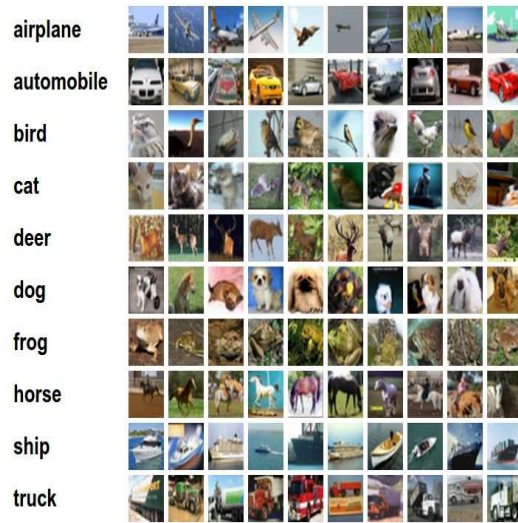 airplane
automobile
bird
cat
deer
dog
frog
horse
ship
truck